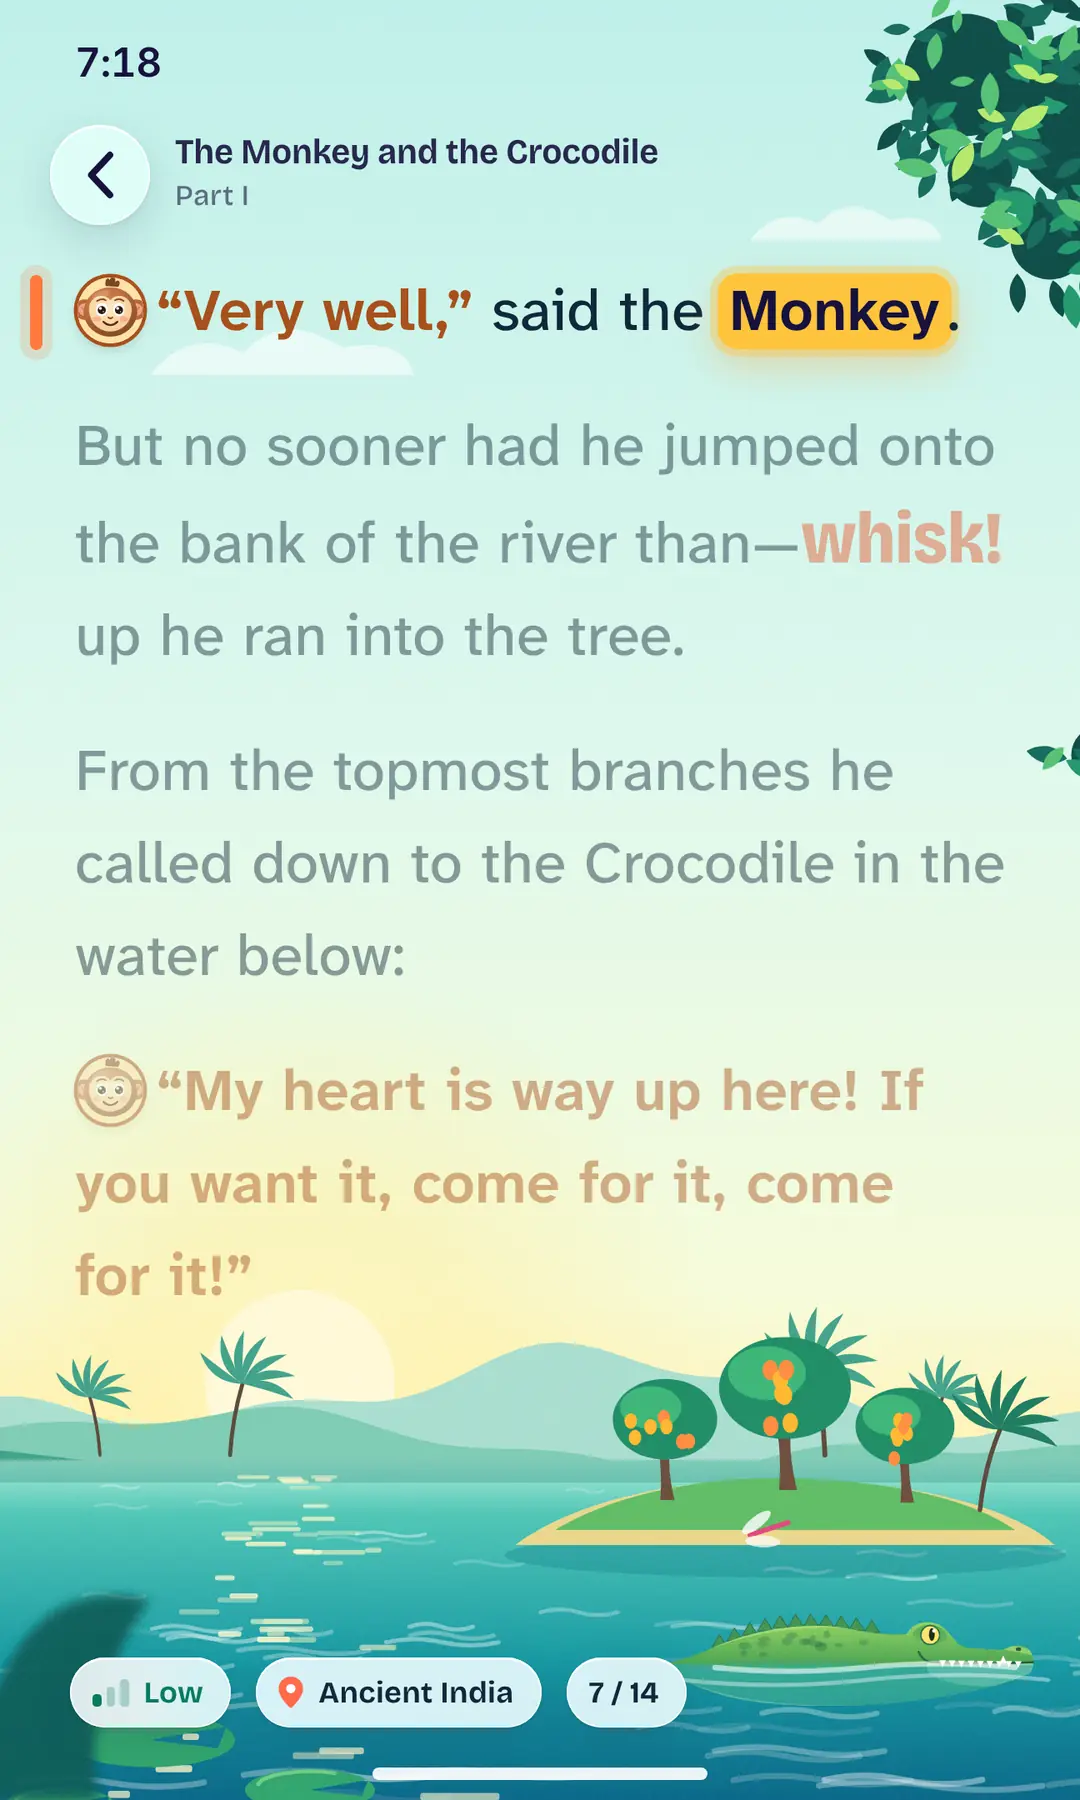 7:18
The Monkey and the Crocodile
Part I
“Very well,” said the Monkey.
But no sooner had he jumped onto
the bank of the river than—whisk!
up he ran into the tree.
From the topmost branches he
called down to the Crocodile in the
water below:
“My heart is way up here! If
you want it, come for it, come
for it!”
Low
Ancient India
7 / 14